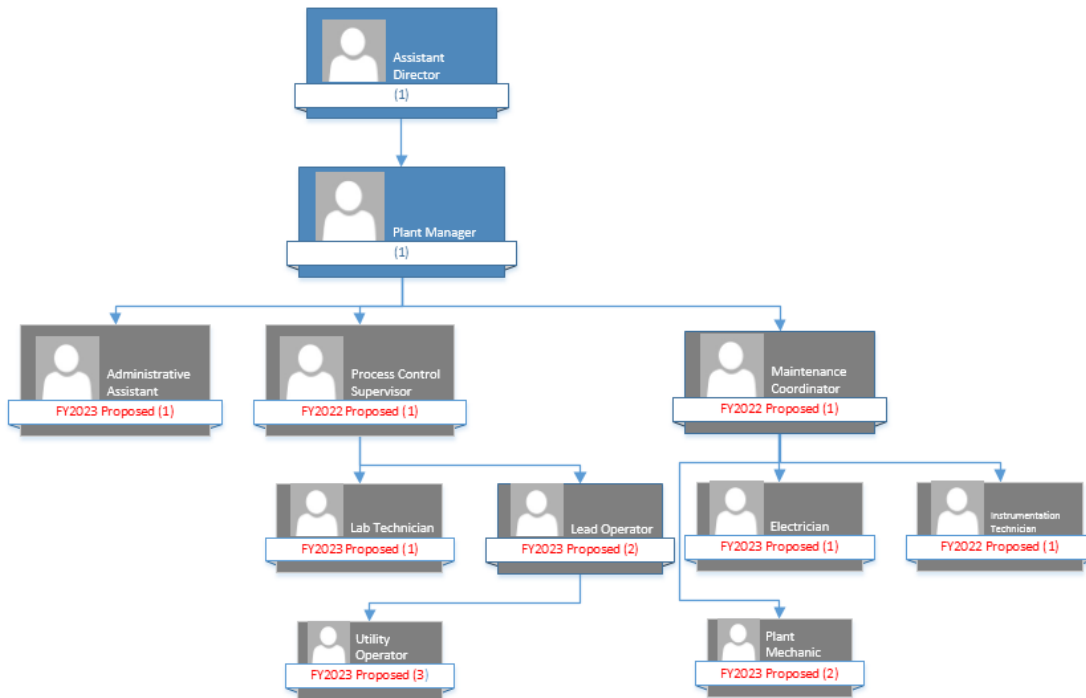 Assistant
Director
(1)
Plant Manager
(1)
Administrative
Assistant
FY2023 Proposed (1)
Process Control
Supervisor
FY2022 Proposed (1)
Maintenance
Coordinator
FY2022 Proposed (1)
Lab Technician
FY2023 Proposed (1)
Lead Operator
FY2023 Proposed (2)
Electrician
FY2023 Proposed (1)
Instrumentation
Technician
FY2022 Proposed (1)
Utility
Operator
FY2023 Proposed (3)
Plant
Mechanic
FY2023 Proposed (2)